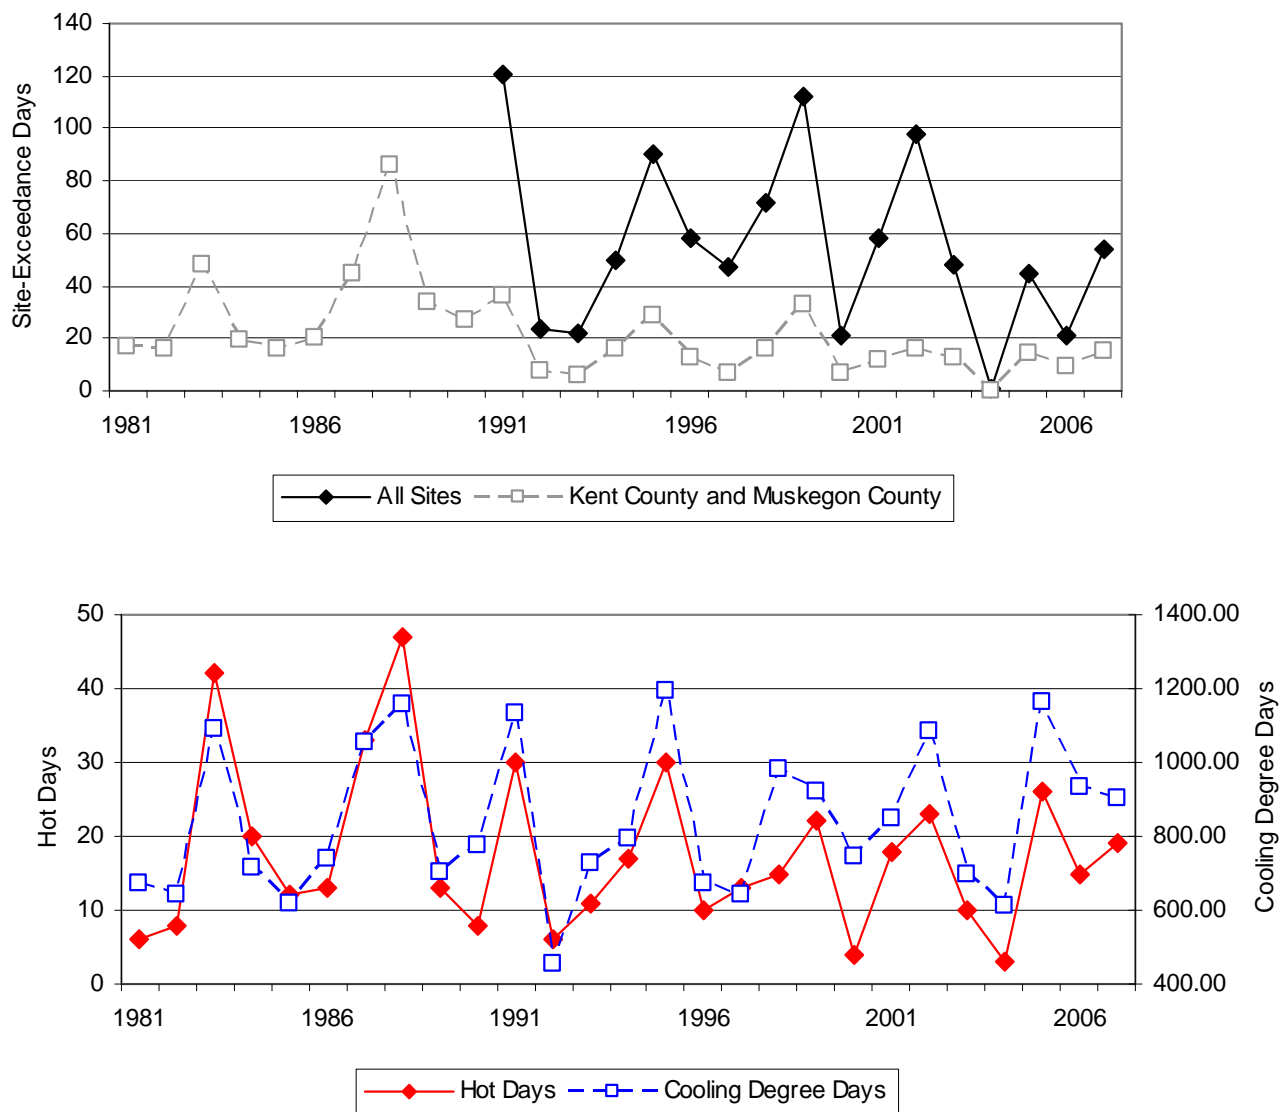 140
120
100
80
60
40
20
0
Site-Exceedance Days
1981 1986 1991 1996 2001 2006
All Sites Kent County and Muskegon County
50
40
30
20
10
0
Hot Days
1400.00
1200.00
1000.00
800.00
600.00
400.00
Cooling Degree Days
1981 1986 1991 1996 2001 2006
Hot Days Cooling Degree Days